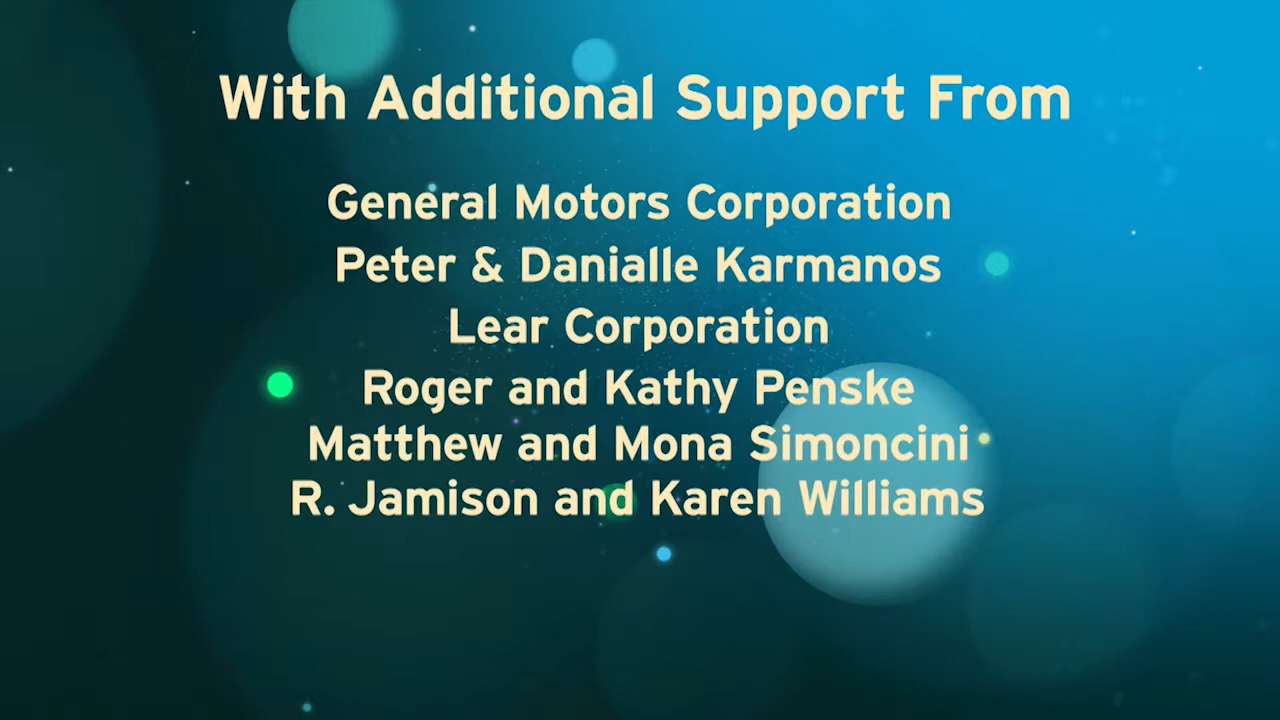 With Additional Support From
General Motors Corporation
Peter & Danialle Karmanos
Lear Corporation
Roger and Kathy Penske
Matthew and Mona Simoncini
R. Jamison and Karen Williams